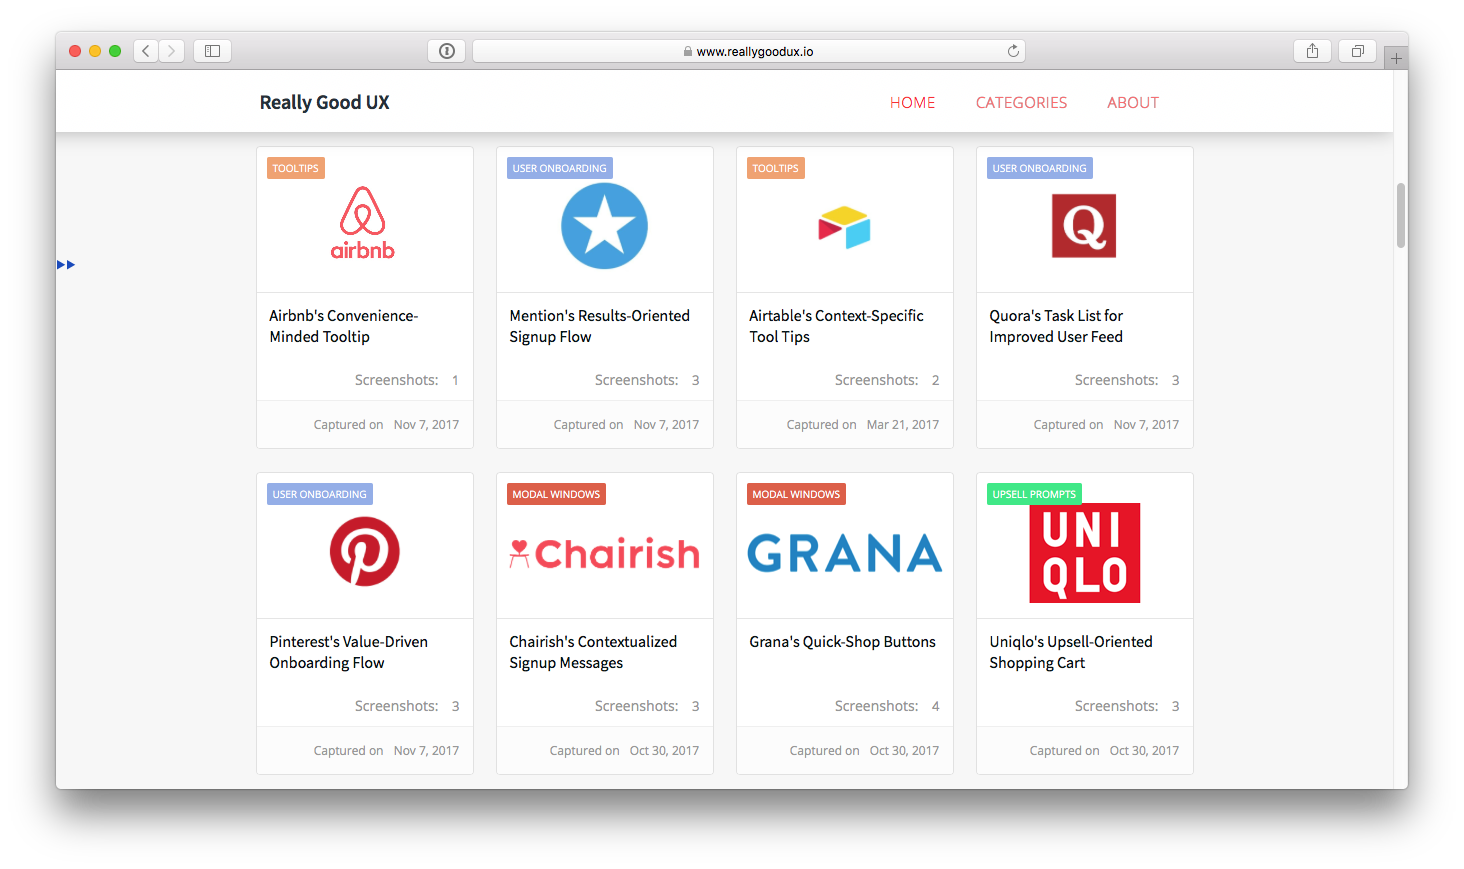 www.reallygoodux.io
Really Good UX
HOME
CATEGORIES
ABOUT
TOOLTIPS
airbnb
Airbnb's Convenience-
Minded Tooltip
Screenshots: 1
Captured on Nov 7, 2017
USER ONBOARDING
Mention's Results-Oriented
Signup Flow
Screenshots: 3
Captured on Nov 7, 2017
TOOLTIPS
Airtable's Context-Specific
Tool Tips
Screenshots: 2
Captured on Mar 21, 2017
USER ONBOARDING
Q
Quora's Task List for
Improved User Feed
Screenshots: 3
Captured on Nov 7, 2017
USER ONBOARDING
Pinterest's Value-Driven
Onboarding Flow
Screenshots: 3
Captured on Nov 7, 2017
MODAL WINDOWS
Chairish
Chairish's Contextualized
Signup Messages
Screenshots: 3
Captured on Oct 30, 2017
MODAL WINDOWS
GRANA
Grana's Quick-Shop Buttons
Screenshots: 4
Captured on Oct 30, 2017
UPSELL PROMPTS
UNI
QLO
Uniqlo's Upsell-Oriented
Shopping Cart
Screenshots: 3
Captured on Oct 30, 2017